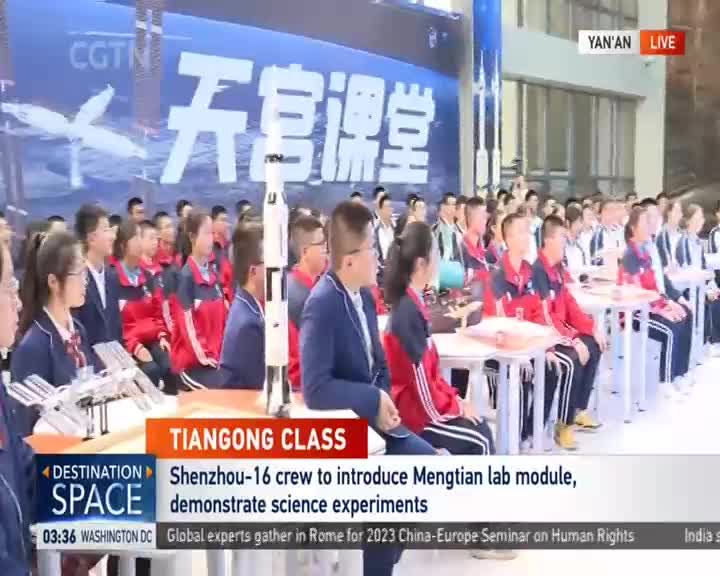 CGTN
YAN'AN LIVE
天宫课堂
TIANGONG CLASS
DESTINATION
SPACE
Shenzhou-16 crew to introduce Mengtian lab module,
demonstrate science experiments
03:36 WASHINGTON DC
Global experts gather in Rome for 2023 China-Europe Seminar on Human Rights
India s